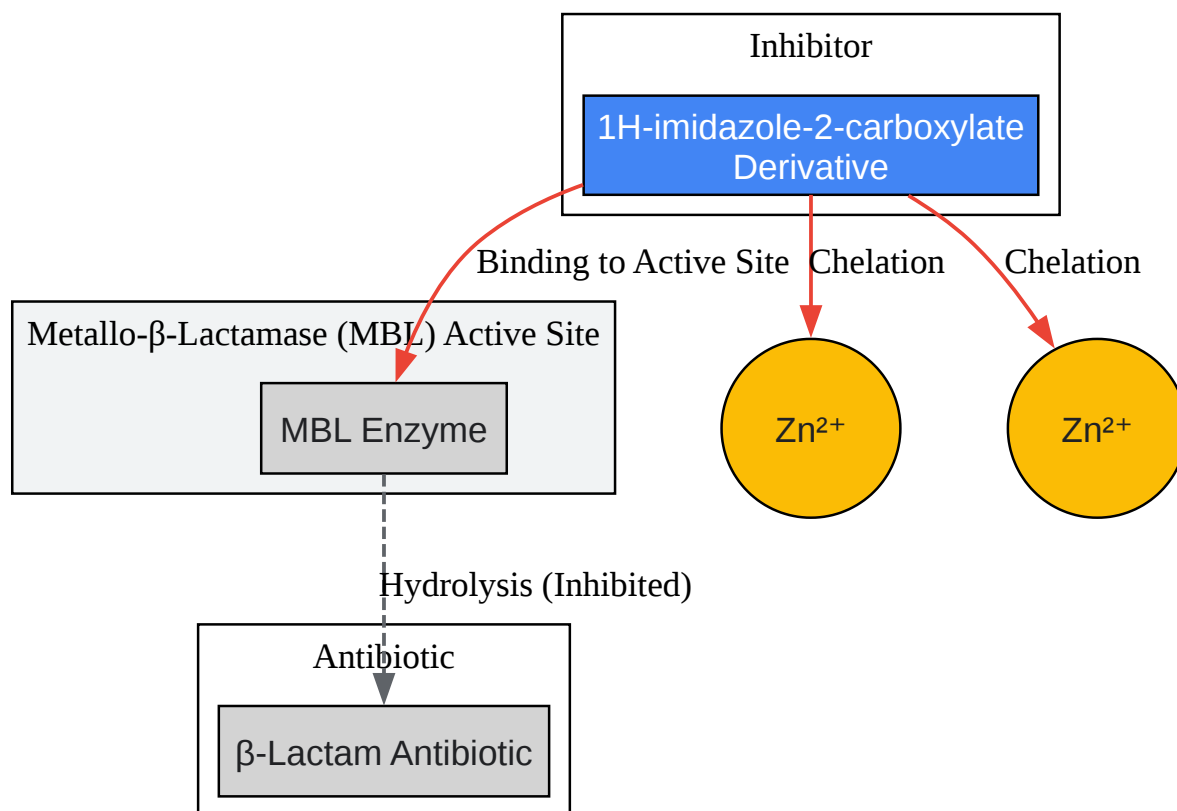 Inhibitor
1H-imidazole-2-carboxylate
Derivative
Binding to Active Site
Chelation
Chelation
Metallo-β-Lactamase (MBL) Active Site
MBL Enzyme
Zn²⁺
Zn²⁺
Hydrolysis (Inhibited)
Antibiotic
β-Lactam Antibiotic